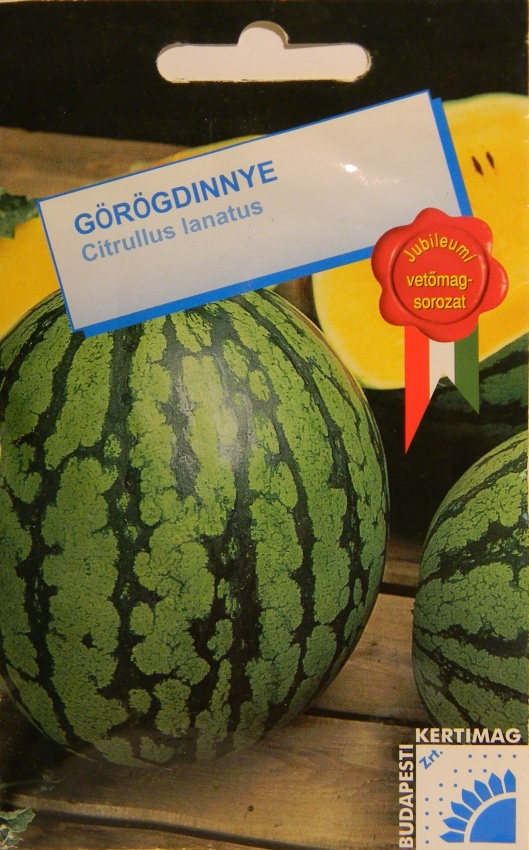 GÖRÖGDINNYE
Citrullus lanatus
Jubileumi
vetőmag-
sorozat
BUDAPESTI
KERTIMAG
Zrt.